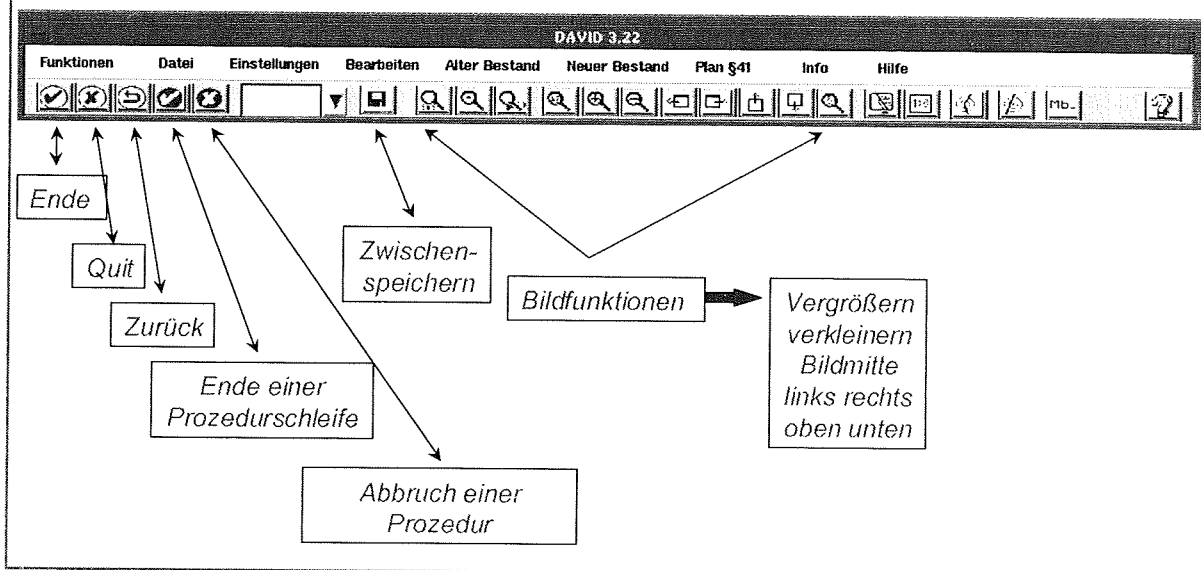 DAVID 3.22
Funktionen Datei Einstellungen Bearbeiten Alter Bestand Neuer Bestand Plan §41 Info Hilfe
Mb_
Ende
Quit
Zurück
Ende einer
Prozedurschleife
Abbruch einer
Prozedur
Zwischen-
speichern
Bildfunktionen
Vergrößern
verkleinern
Bildmitte
links rechts
oben unten